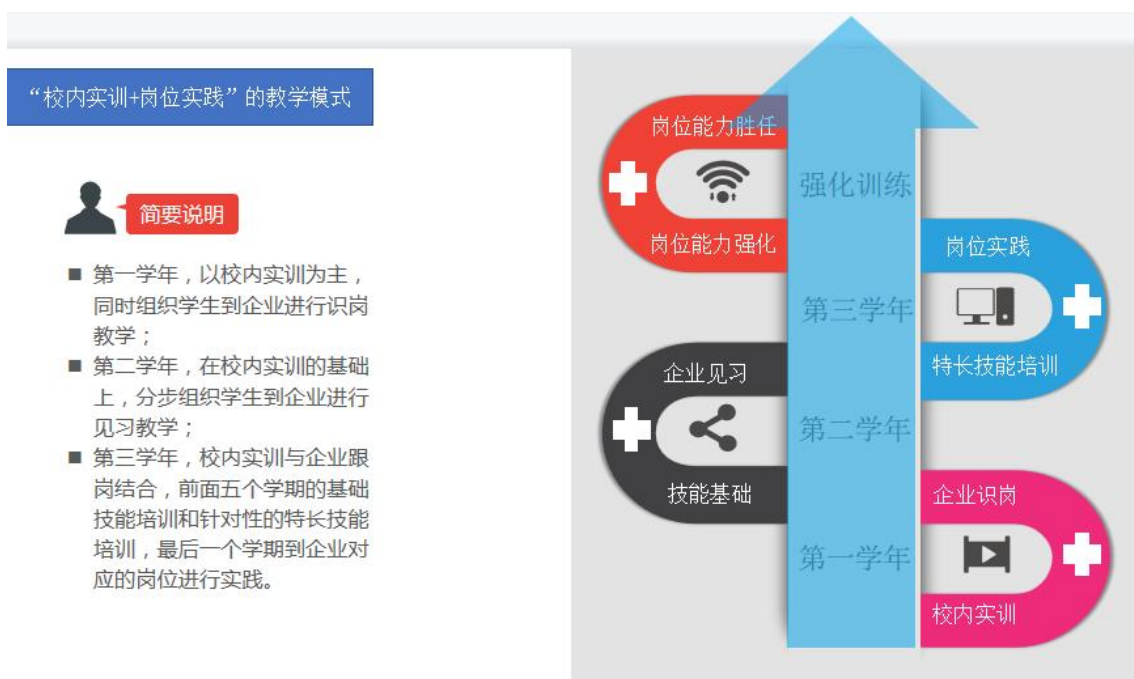 “校内实训+岗位实践”的教学模式
简要说明
■ 第一学年，以校内实训为主，
同时组织学生到企业进行识岗
教学；
■ 第二学年，在校内实训的基础
上，分步组织学生到企业进行
见习教学；
■ 第三学年，校内实训与企业跟
岗结合，前面五个学期的基础
技能培训和针对性的特长技能
培训，最后一个学期到企业对
应的岗位进行实践。
岗位能力胜任
强化训练
岗位能力强化
岗位实践
第三学年
特长技能培训
企业见习
第二学年
技能基础
企业识岗
第一学年
校内实训